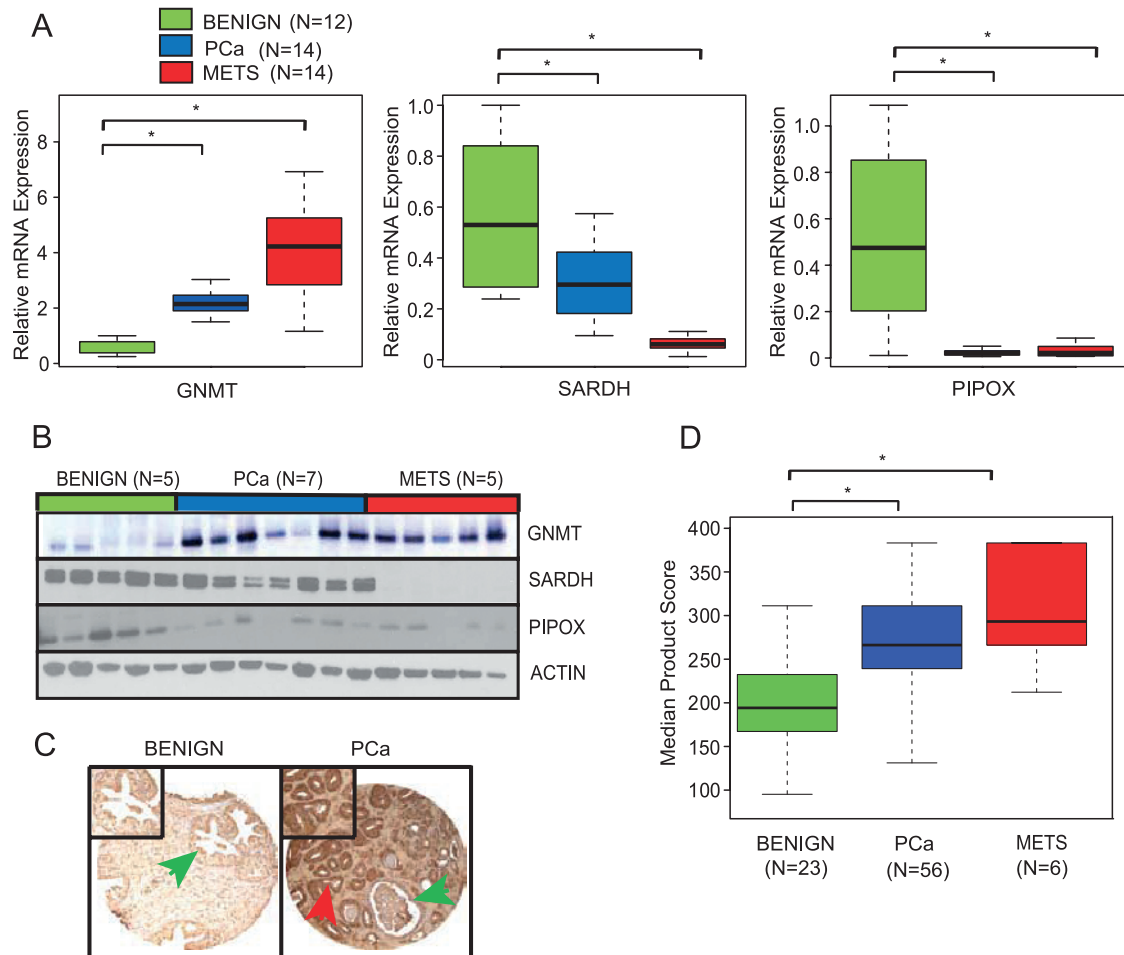 A
BENIGN (N=12)
PCa (N=14)
METS (N=14)
Relative mRNA Expression
8
6
4
2
0
*
*
GNMT
Relative mRNA Expression
1.0
0.8
0.6
0.4
0.2
0
*
*
SARDH
Relative mRNA Expression
1.0
0.8
0.6
0.4
0.2
0
*
*
PIPOX
B
BENIGN (N=5) PCa (N=7) METS (N=5)
GNMT
SARDH
PIPOX
ACTIN
C
BENIGN PCa
D
Median Product Score
400
350
300
250
200
150
100
*
*
BENIGN PCa METS
(N=23) (N=56) (N=6)